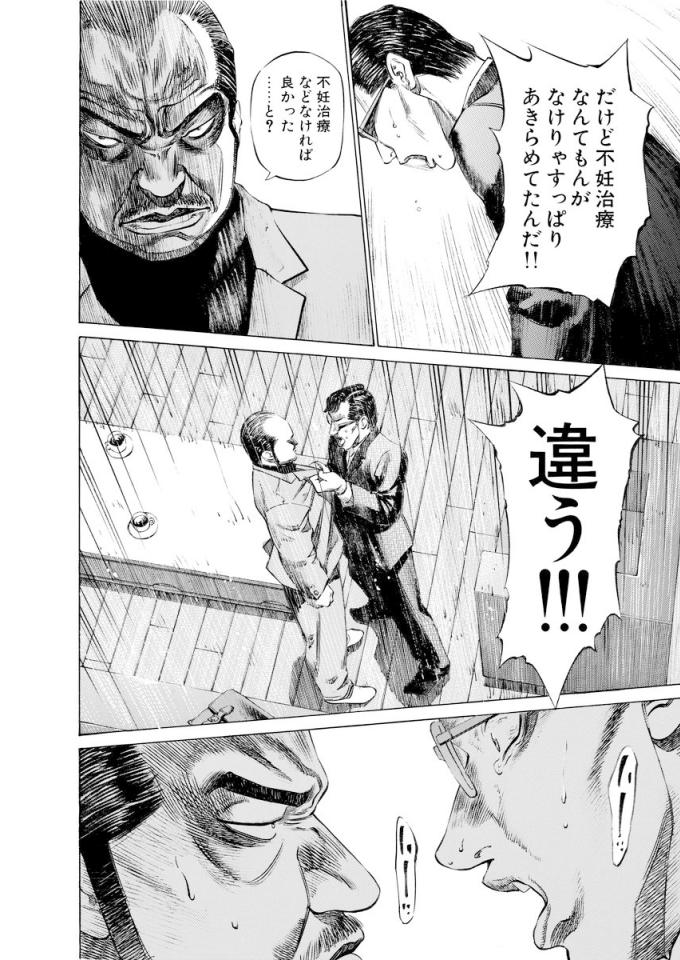 だけど不妊治療
なんてもんが
なけりゃすっぱり
あきらめてたんだ!!
不妊治療
などなければ
良かった
……と?
違う!!!
!!
!!